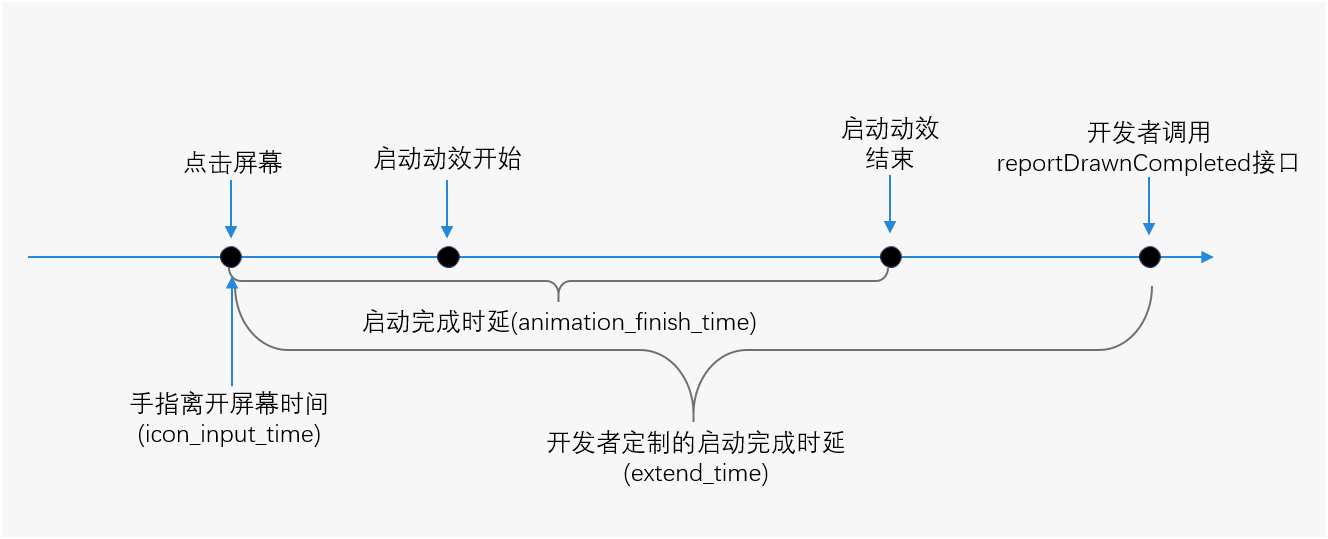 点击屏幕
启动动效开始
启动动效
结束
开发者调用
reportDrawnCompleted接口
启动完成时延(animation_finish_time)
手指离开屏幕时间
(icon_input_time)
开发者定制的启动完成时延
(extend_time)